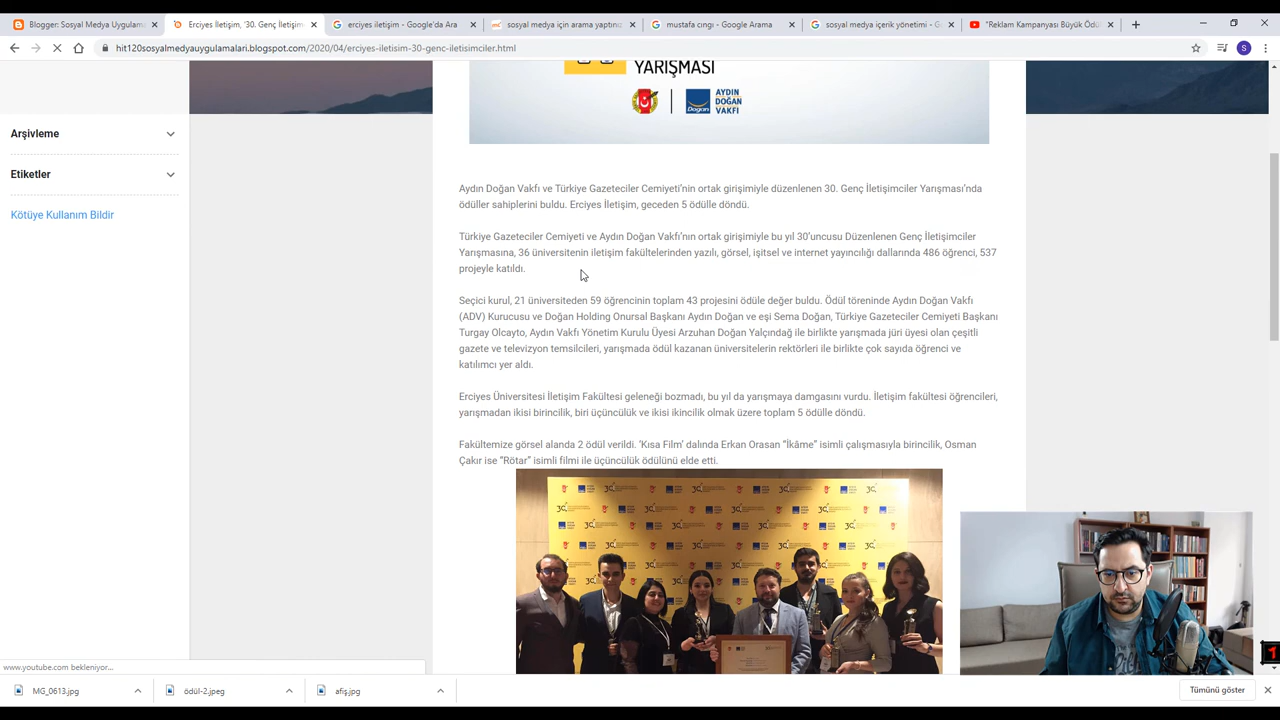 Blogger: Sosyal Medya Uygulama
Erciyes İletişim, '30. Genç İletişim
erciyes iletişim - Google'da Ara
sosyal medya için arama yaptınız
mustafa cıngı - Google Arama
sosyal medya içerik yönetimi - G
"Reklam Kampanyası Büyük Ödül
hit120sosyalmedyauygulamalari.blogspot.com/2020/04/erciyes-iletisim-30-genc-iletisimciler.html
S
YARIŞMASI
Doğan
AYDIN
DOĞAN
VAKFI
Arşivleme
Etiketler
Kötüye Kullanım Bildir
Aydın Doğan Vakfı ve Türkiye Gazeteciler Cemiyeti'nin ortak girişimiyle düzenlenen 30. Genç İletişimciler Yarışması'nda
ödüller sahiplerini buldu. Erciyes İletişim, geceden 5 ödülle döndü.
Türkiye Gazeteciler Cemiyeti ve Aydın Doğan Vakfı'nın ortak girişimiyle bu yıl 30'uncusu Düzenlenen Genç İletişimciler
Yarışmasına, 36 üniversitenin iletişim fakültelerinden yazılı, görsel, işitsel ve internet yayıncılığı dallarında 486 öğrenci, 537
projeyle katıldı.
Seçici kurul, 21 üniversiteden 59 öğrencinin toplam 43 projesini ödüle değer buldu. Ödül töreninde Aydın Doğan Vakfı
(ADV) Kurucusu ve Doğan Holding Onursal Başkanı Aydın Doğan ve eşi Sema Doğan, Türkiye Gazeteciler Cemiyeti Başkanı
Turgay Olcayto, Aydın Vakfı Yönetim Kurulu Üyesi Arzuhan Doğan Yalçındağ ile birlikte yarışmada jüri üyesi olan çeşitli
gazete ve televizyon temsilcileri, yarışmada ödül kazanan üniversitelerin rektörleri ile birlikte çok sayıda öğrenci ve
katılımcı yer aldı.
Erciyes Üniversitesi İletişim Fakültesi geleneği bozmadı, bu yıl da yarışmaya damgasını vurdu. İletişim fakültesi öğrencileri,
yarışmadan ikisi birincilik, biri üçüncülük ve ikisi ikincilik olmak üzere toplam 5 ödülle döndü.
Fakültemize görsel alanda 2 ödül verildi. 'Kısa Film' dalında Erkan Orasan “İkâme” isimli çalışmasıyla birincilik, Osman
Çakır ise “Rötar” isimli filmi ile üçüncülük ödülünü elde etti.
www.youtube.com bekleniyor...
MG_0613.jpg
ödül-2.jpeg
afiş.jpg
Tümünü göster